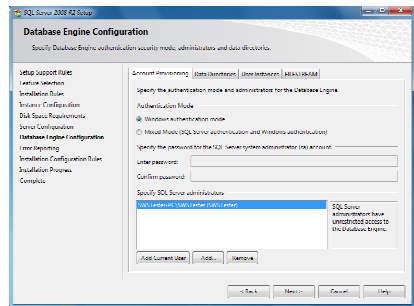 SQL Server 2008 R2 Setup
Database Engine Configuration
Specify Database Engine authentication security mode, administrators and data directories.
Setup Support Rules
Feature Selection
Installation Rules
Instance Configuration
Disk Space Requirements
Server Configuration
Database Engine Configuration
Error Reporting
Installation Configuration Rules
Installation Progress
Complete
Account Provisioning Data Directories User Instances FILESTREAM
Specify the authentication mode and administrators for the Database Engine.
Authentication Mode
Windows authentication mode
Mixed Mode (SQL Server authentication and Windows authentication)
Specify the password for the SQL Server system administrator (sa) account.
Enter password:
Confirm password:
Specify SQL Server administrators
SWSTester-PC\SWSTester (SWSTester)
SQL Server
administrators have
unrestricted access to
the Database Engine.
Add Current User Add... Remove
< Back Next > Cancel Help